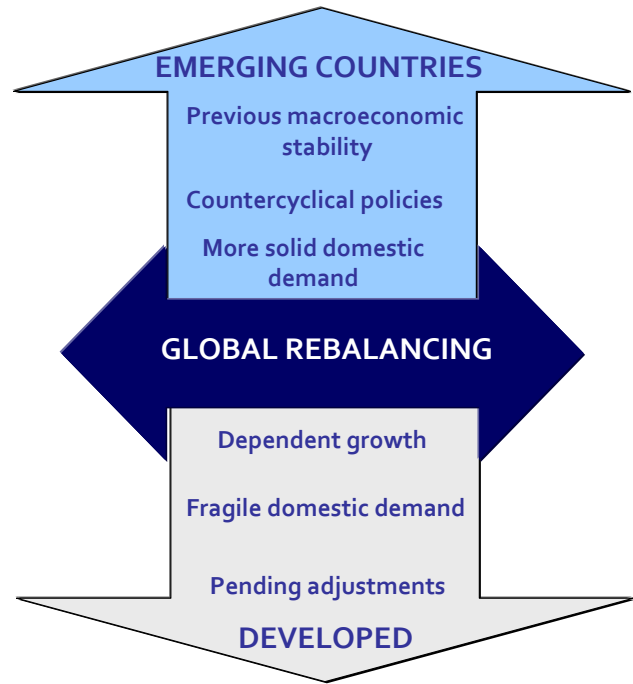 EMERGING COUNTRIES
Previous macroeconomic
stability
Countercyclical policies
More solid domestic
demand
GLOBAL REBALANCING
Dependent growth
Fragile domestic demand
Pending adjustments
DEVELOPED